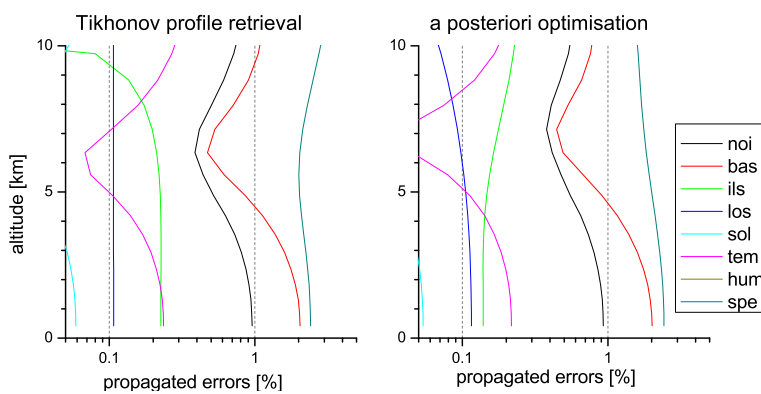 Tikhonov profile retrieval
a posteriori optimisation
10
5
0
altitude [km]
0.1
1
propagated errors [%]
10
5
0
0.1
1
propagated errors [%]
noi
bas
ils
los
sol
tem
hum
spe